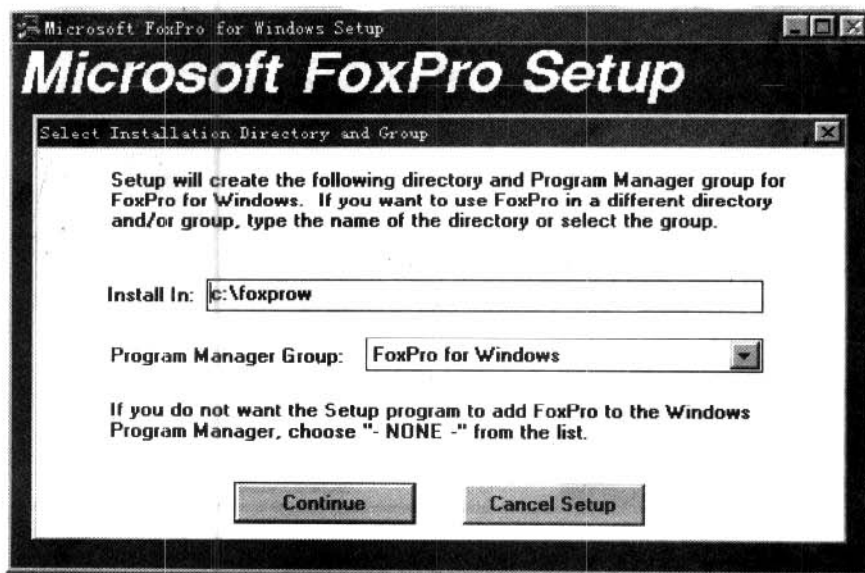 Microsoft FoxPro for Windows Setup
Microsoft FoxPro Setup
Select Installation Directory and Group
Setup will create the following directory and Program Manager group for
FoxPro for Windows. If you want to use FoxPro in a different directory
and/or group, type the name of the directory or select the group.
Install In: c:\foxprow
Program Manager Group: FoxPro for Windows
If you do not want the Setup program to add FoxPro to the Windows
Program Manager, choose "- NONE -" from the list.
Continue Cancel Setup